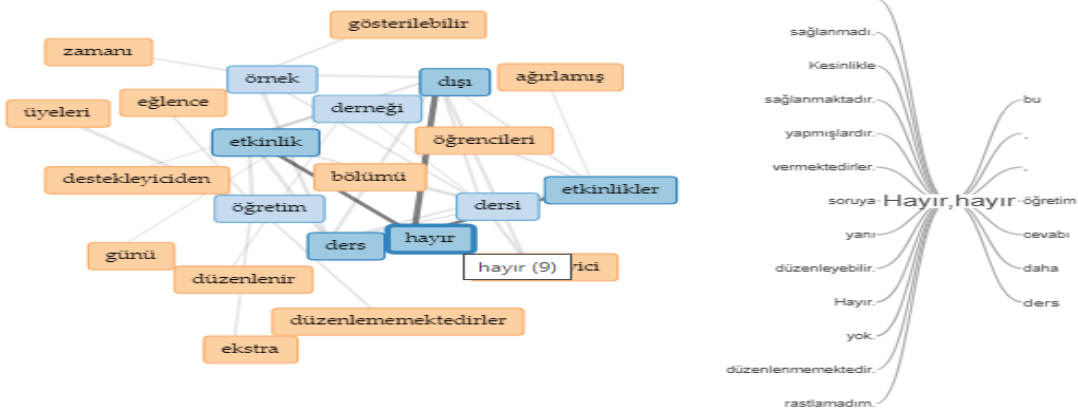 gösterilebilir
zamanı
örnek
dışı
ağırlamış
üyeleri
eğlence
derneği
etkinlik
öğrencileri
destekleyiciden
bölümü
etkinlikler
öğretim
dersi
ders
hayır
günü
hayır (9)
yici
düzenlenir
düzenlememektedirler
ekstra
sağlanmadı.
Kesinlikle
sağlanmaktadır.
yapmışlardır.
vermektedirler.
soruya
yanı
düzenleyebilir.
Hayır.
yok.
düzenlenmemektedir.
rastlamadım.
Hayır,hayır
bu
.
.
öğretim
cevabı
daha
ders